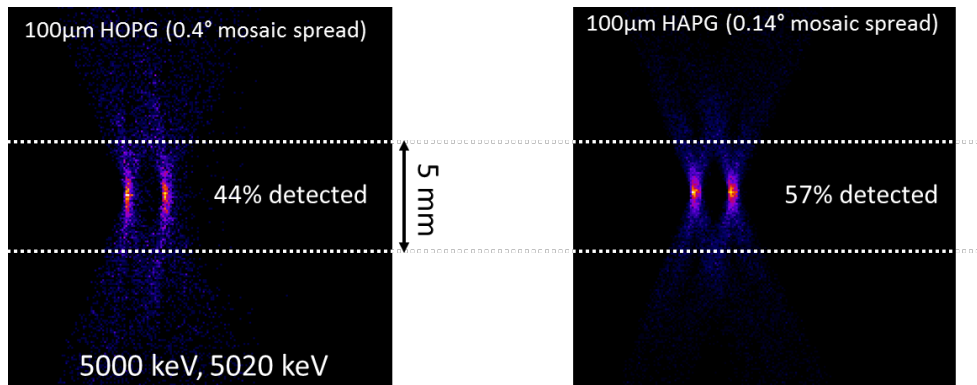 100µm HOPG (0.4° mosaic spread)
44% detected
5000 keV, 5020 keV
5 mm
100µm HAPG (0.14° mosaic spread)
57% detected